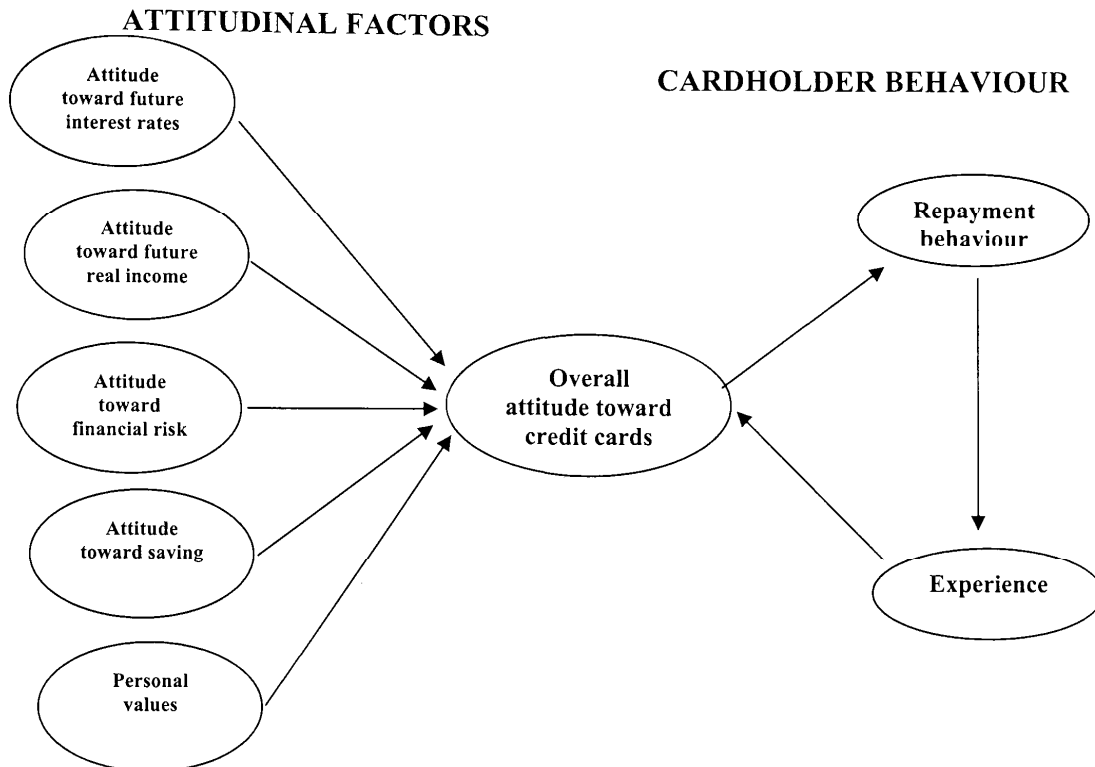 ATTITUDINAL FACTORS
Attitude
toward future
interest rates
CARDHOLDER BEHAVIOUR
Attitude
toward future
real income
Repayment
behaviour
Attitude
toward
financial risk
Overall
attitude toward
credit cards
Attitude
toward saving
Experience
Personal
values